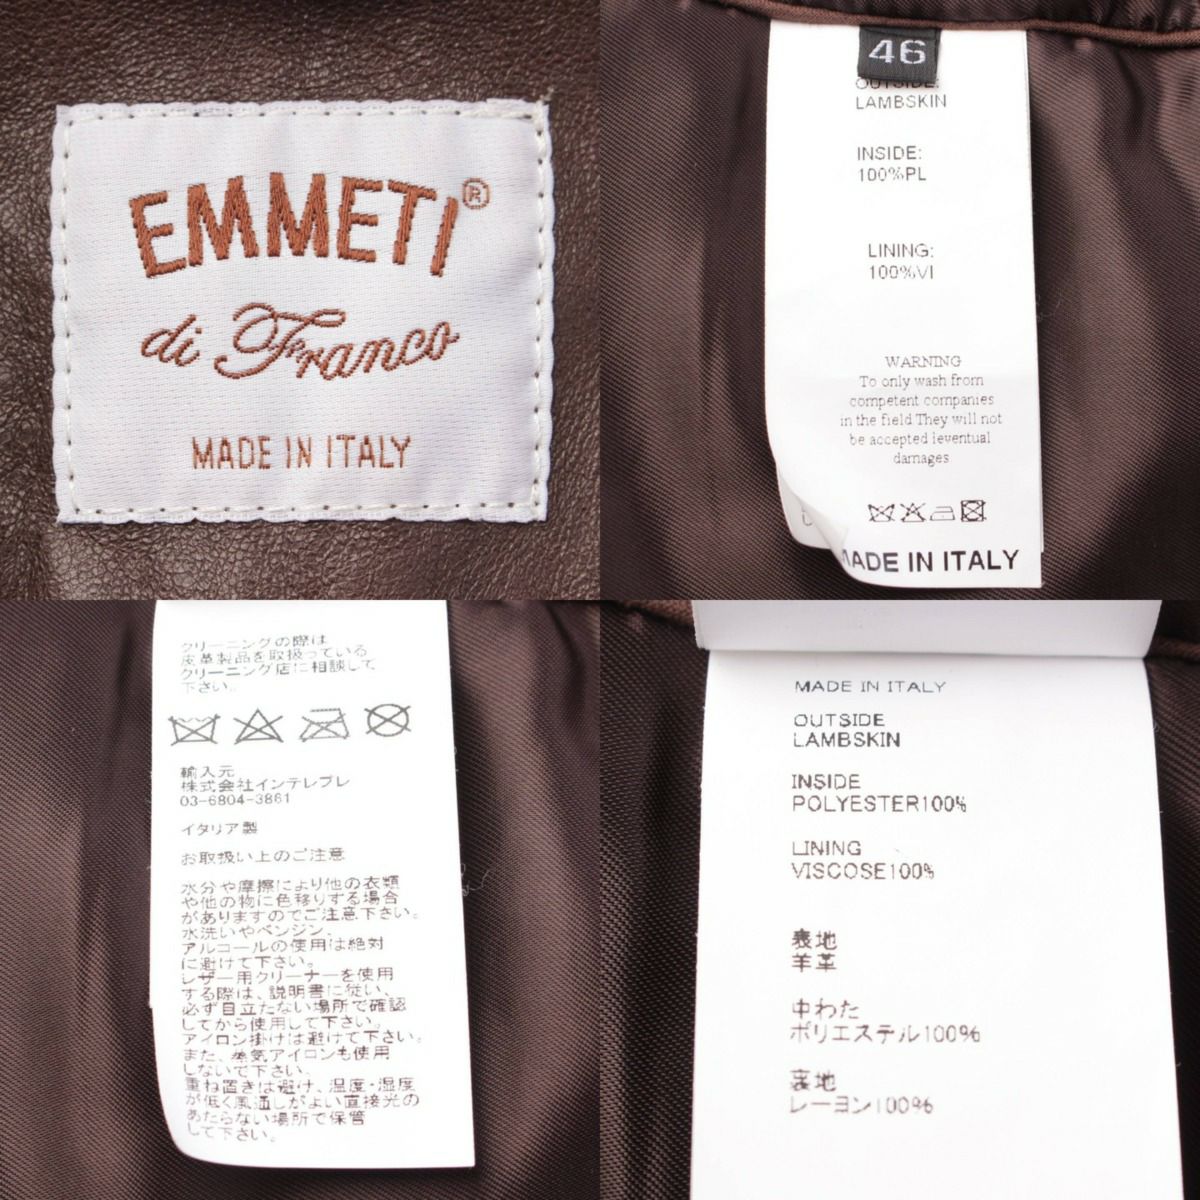 EMMETI®
di Franco
MADE IN ITALY
46
OUTSIDE:
LAMBSKIN
INSIDE:
100%PL
LINING:
100%VI
WARNING
To only wash from
competent companies
in the field They will not
be accepted ieventual
damages
MADE IN ITALY
クリーニングの際は
皮革製品を取扱っている
クリーニング店に相談して
下さい。
輸入元
株式会社インテレプレ
03-6804-3861
イタリア製
お取扱い上のご注意
水分や摩擦により他の衣類
や他の物に色移りする場合
がありますのでご注意下さい。
水洗いやベンジン、
アルコールの使用は絶対
に避けて下さい。
レザー用クリーナーを使用
する際は、説明書に従い、
必ず目立たない場所で確認
してから使用して下さい。
アイロン掛けは避けて下さい。
また、蒸気アイロンも使用
しないで下さい。
重ね置きは避け、温度・湿度
が低く風通しがよい直接光の
あたらない場所で保管
して下さい。
MADE IN ITALY
OUTSIDE
LAMBSKIN
INSIDE
POLYESTER100%
LINING
VISCOSE100%
表地
羊革
中わた
ポリエステル100%
裏地
レーヨン100%